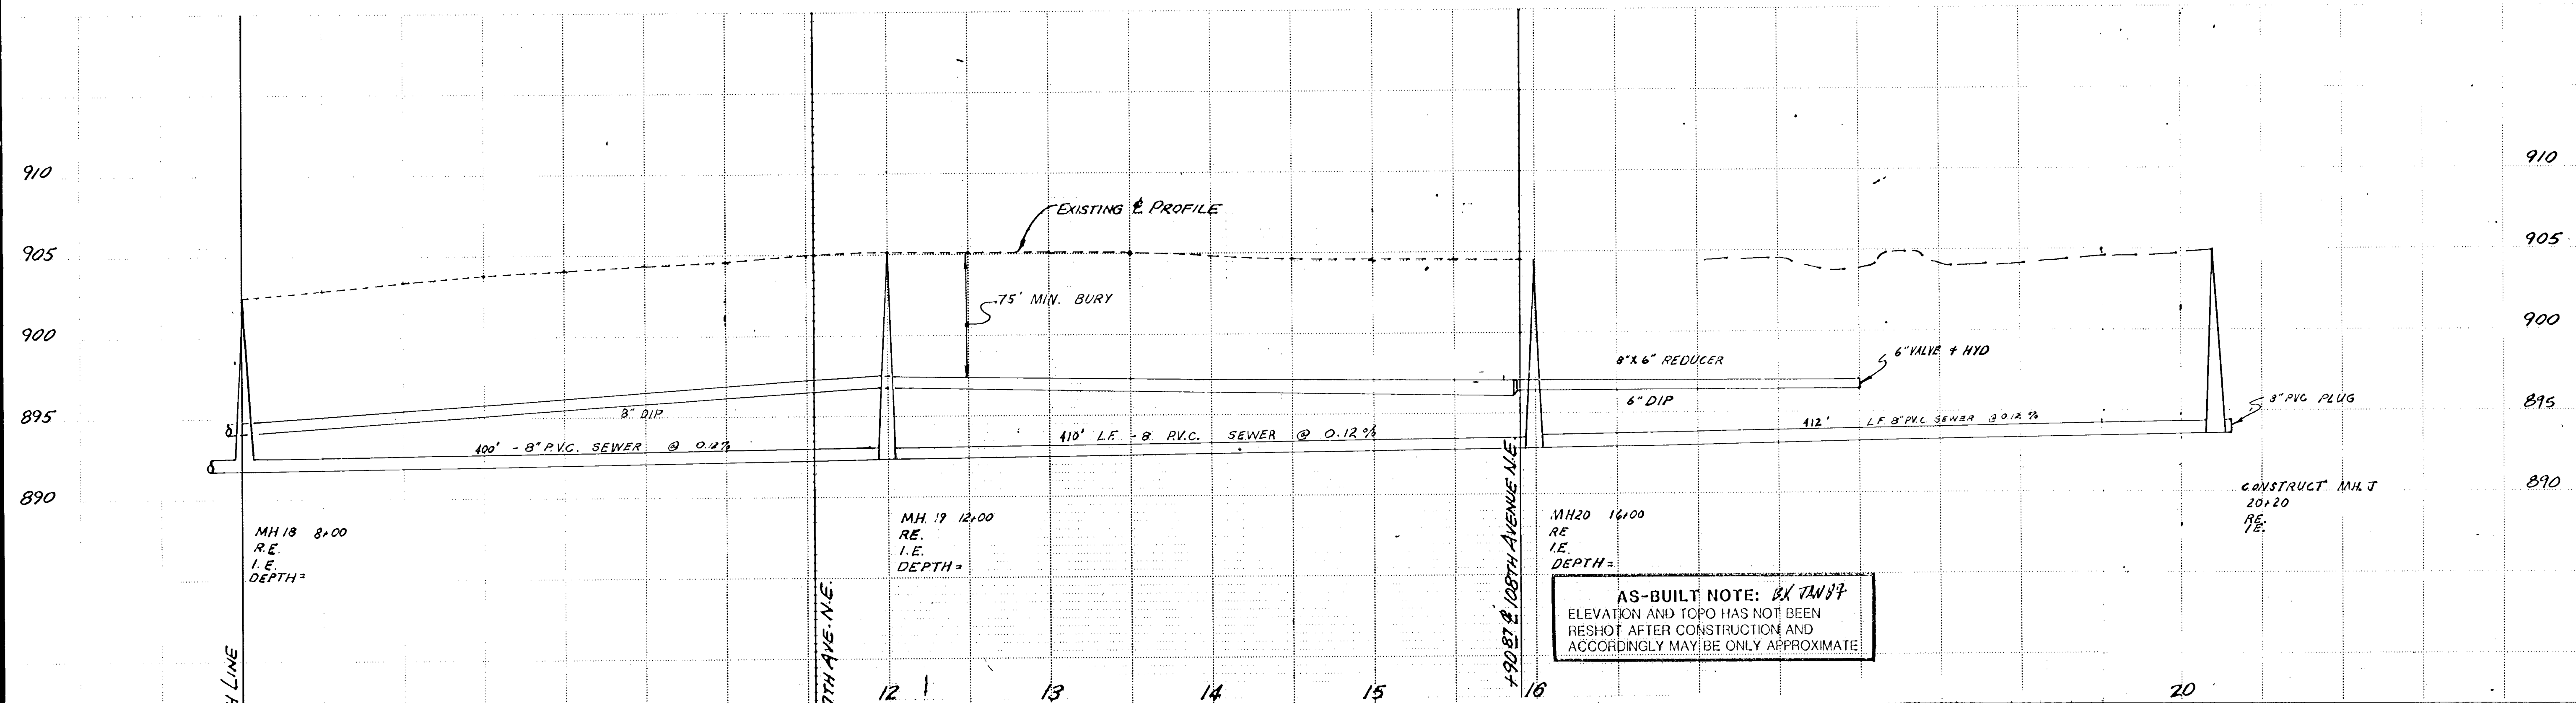 910
910
EXISTING ℄ PROFILE
905
905
75' MIN. BURY
900
900
8"X 6" REDUCER
6" VALVE & HYD
8" DIP
6" DIP
895
895
8" PVC PLUG
400' - 8" P.V.C. SEWER @ 0.12%
410' L.F. - 8 P.V.C. SEWER @ 0.12%
412' L.F 8" PVC SEWER @ 0.12 %
890
890
MH 18 8+00
R.E.
I.E.
DEPTH=
MH. 19 12+00
RE.
I.E.
DEPTH=
MH20 16+00
RE
I.E.
DEPTH=
CONSTRUCT MH. J
20+20
RE.
I.E.
AS-BUILT NOTE: BK JAN 87
ELEVATION AND TOPO HAS NOT BEEN
RESHOT AFTER CONSTRUCTION AND
ACCORDINGLY MAY BE ONLY APPROXIMATE
H LINE
7TH AVE. N.E.
+90.87 ℄ 108TH AVENUE N.E.
12
13
14
15
16
20